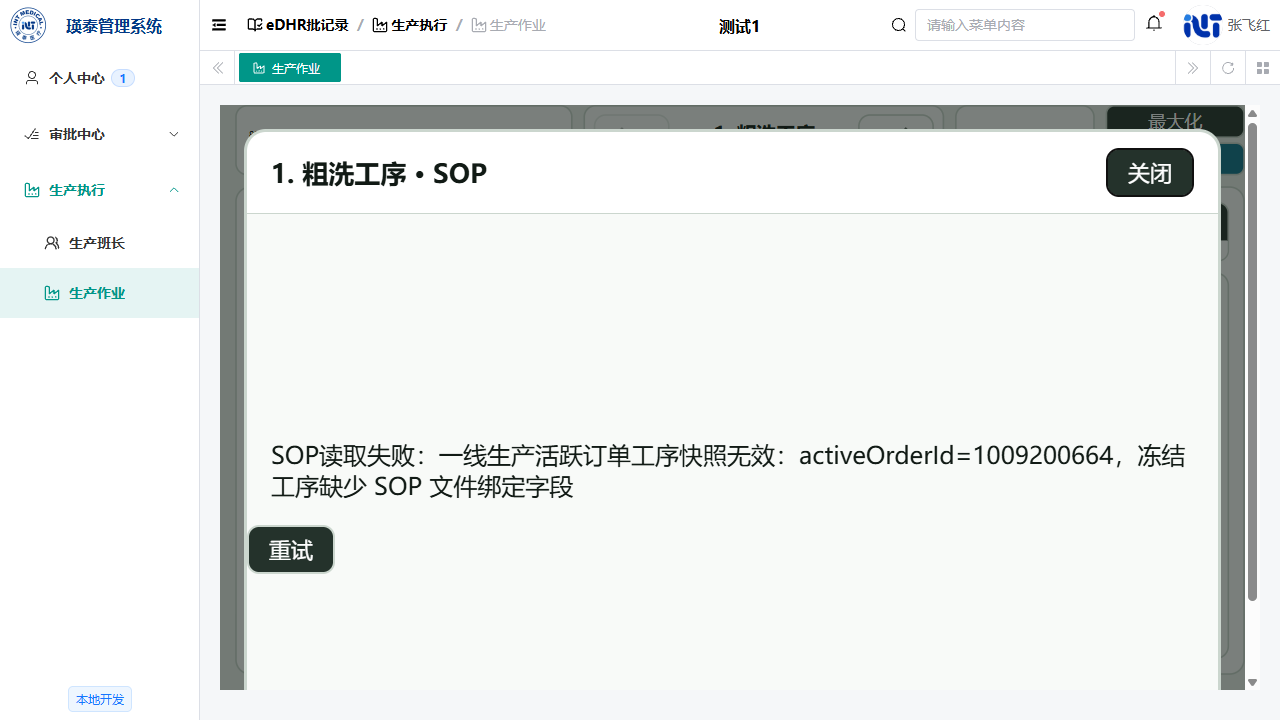 瑛泰管理系统
eDHR批记录 / 生产执行 / 生产作业
测试1
请输入菜单内容
张飞红
个人中心 1
生产作业
审批中心
生产执行
生产班长
生产作业
本地开发
最大化
1. 粗洗工序 • SOP
关闭
SOP读取失败：一线生产活跃订单工序快照无效：activeOrderId=1009200664，冻结
工序缺少 SOP 文件绑定字段
重试